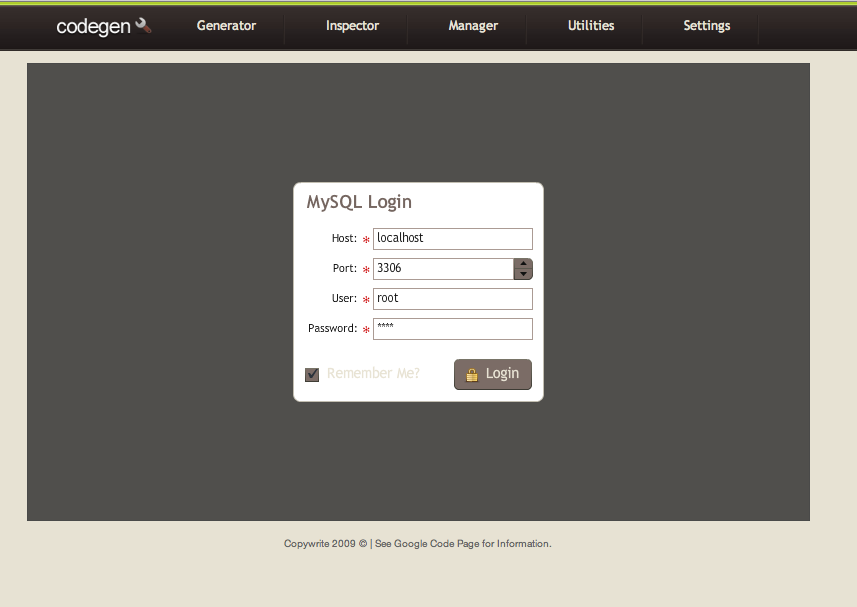 codegen Generator Inspector Manager Utilities Settings
MySQL Login
Host: * localhost
Port: * 3306
User: * root
Password: * ****
Remember Me? Login
Copywrite 2009 © | See Google Code Page for Information.